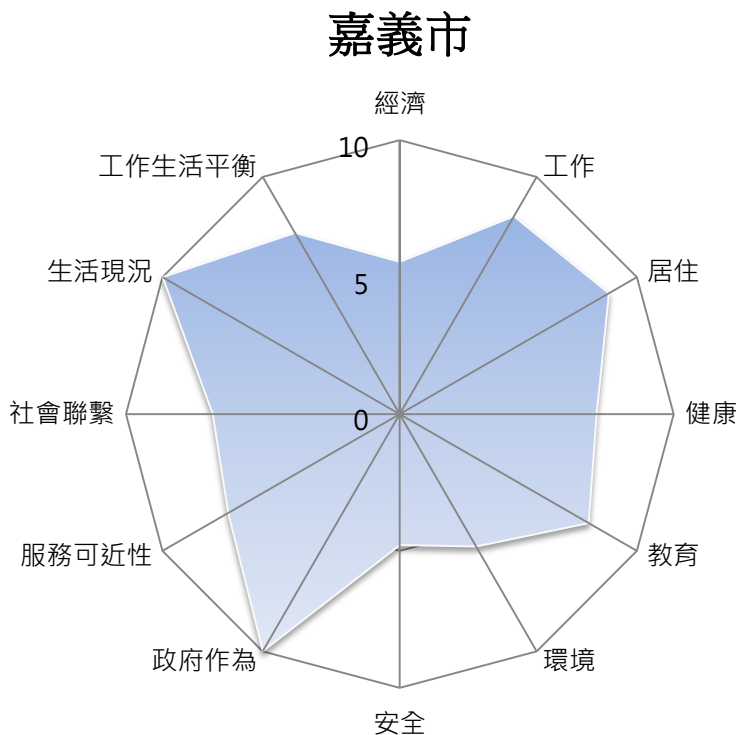 嘉義市
經濟
10
工作生活平衡
工作
生活現況
居住
5
社會聯繫
0
健康
服務可近性
教育
政府作為
環境
安全